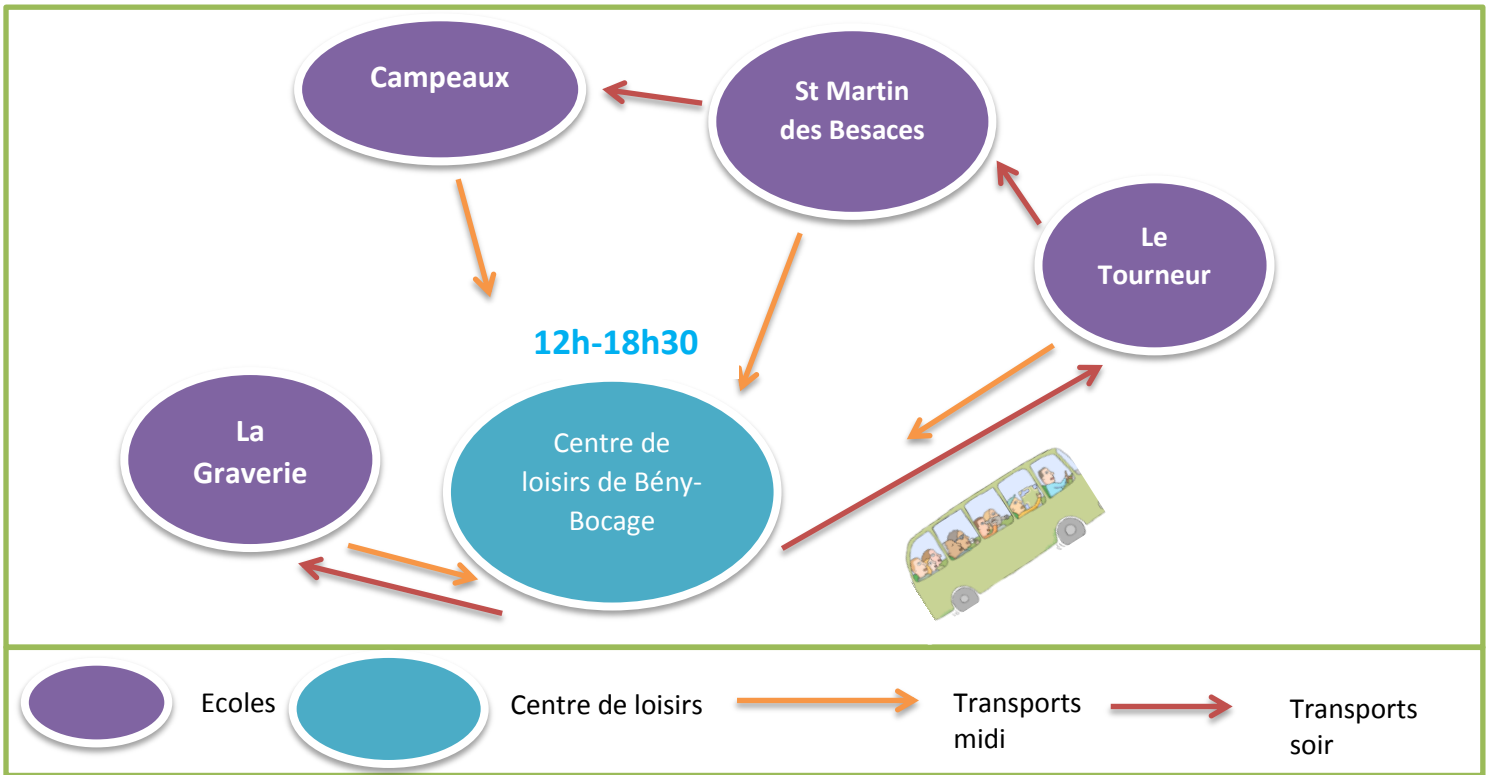 Campeaux
St Martin
des Besaces
Le
Tourneur
12h-18h30
La
Graverie
Centre de
loisirs de Bény-
Bocage
Ecoles
Centre de loisirs
Transports
midi
Transports
soir